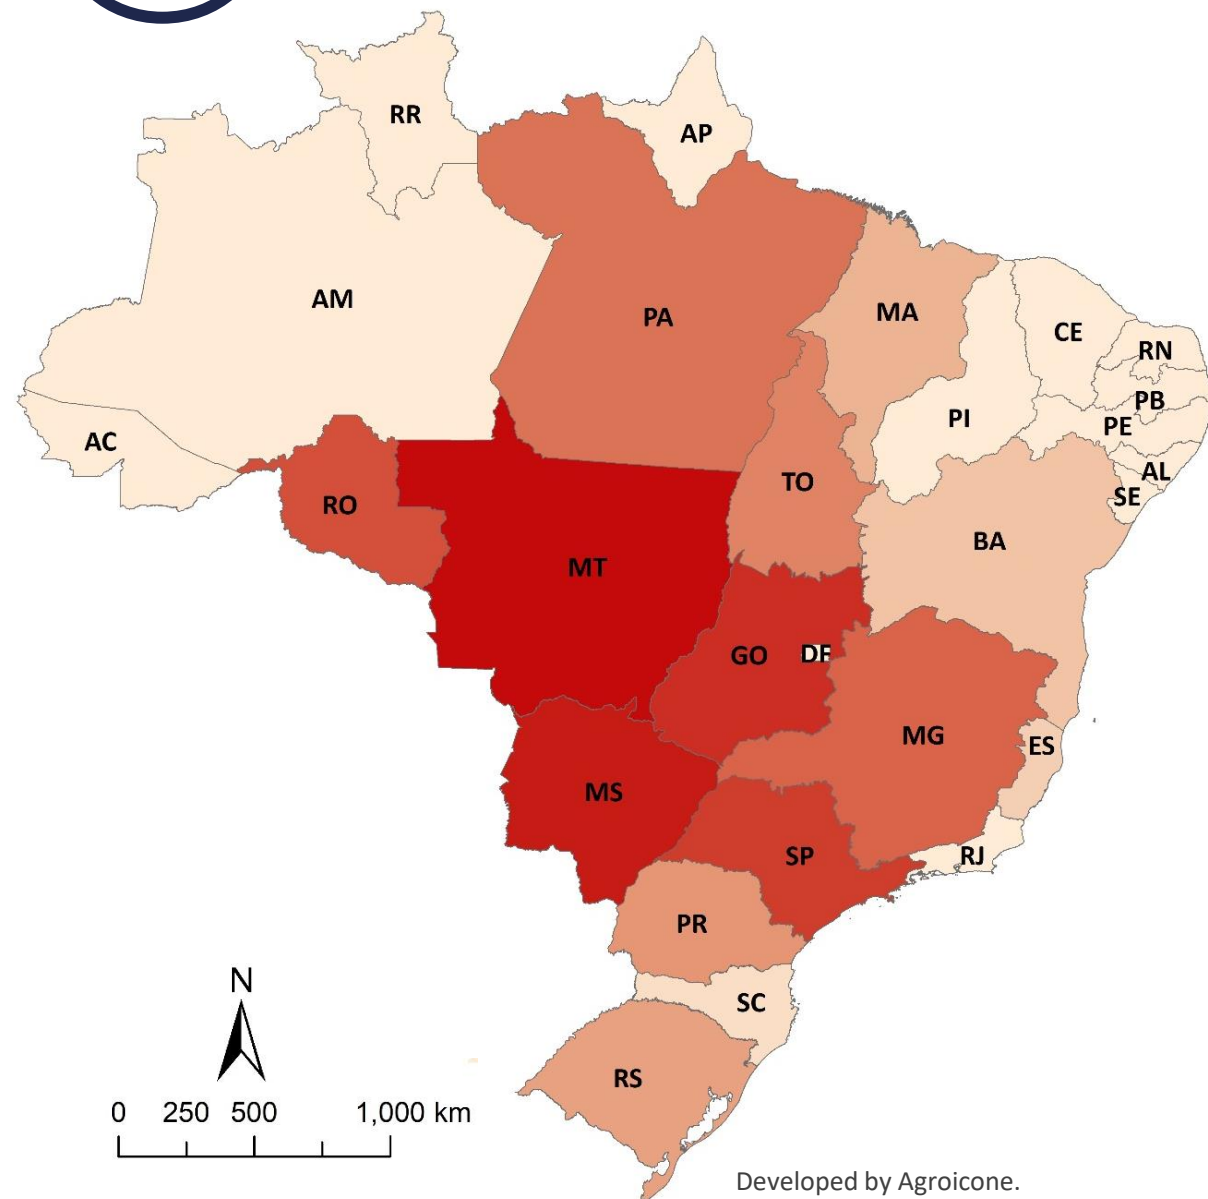 RR
AP
AM
PA
MA
CE
RN
PB
PE
PI
AL
SE
AC
RO
TO
BA
MT
GO
DF
MG
ES
MS
SP
RJ
PR
SC
RS
N
0 250 500 1,000 km
Developed by Agroicone.